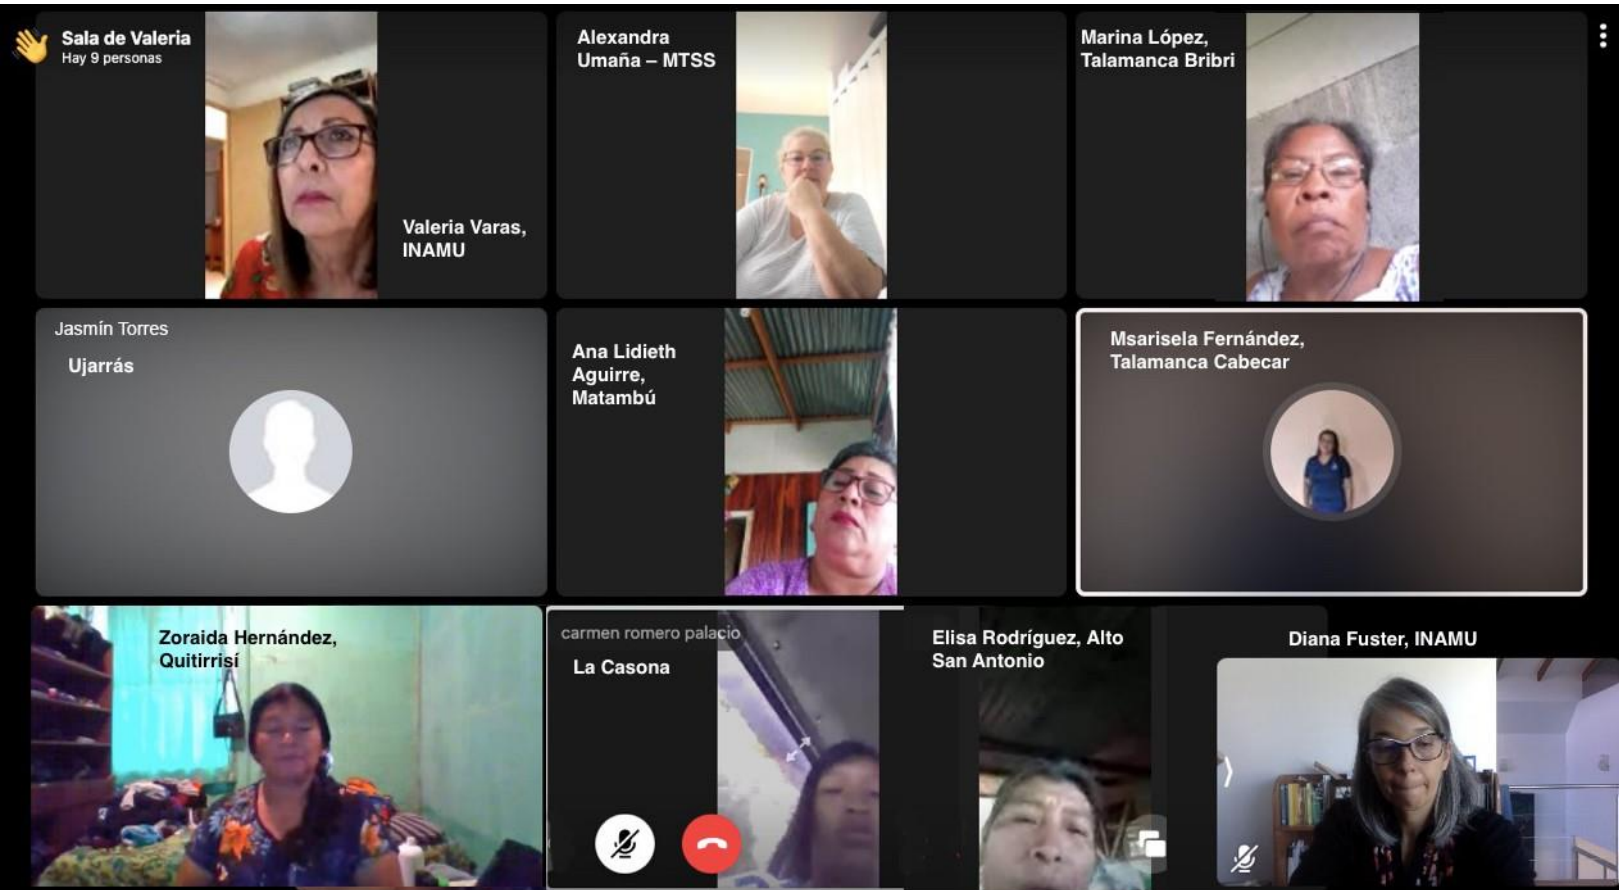 Sala de Valeria
Hay 9 personas
Valeria Varas,
INAMU
Alexandra
Umaña – MTSS
Marina López,
Talamanca Bribri
Jasmín Torres
Ujarrás
Ana Lidieth
Aguirre,
Matambú
Msarisela Fernández,
Talamanca Cabecar
Zoraida Hernández,
Quitirrisí
carmen romero palacio
La Casona
Elisa Rodríguez, Alto
San Antonio
Diana Fuster, INAMU